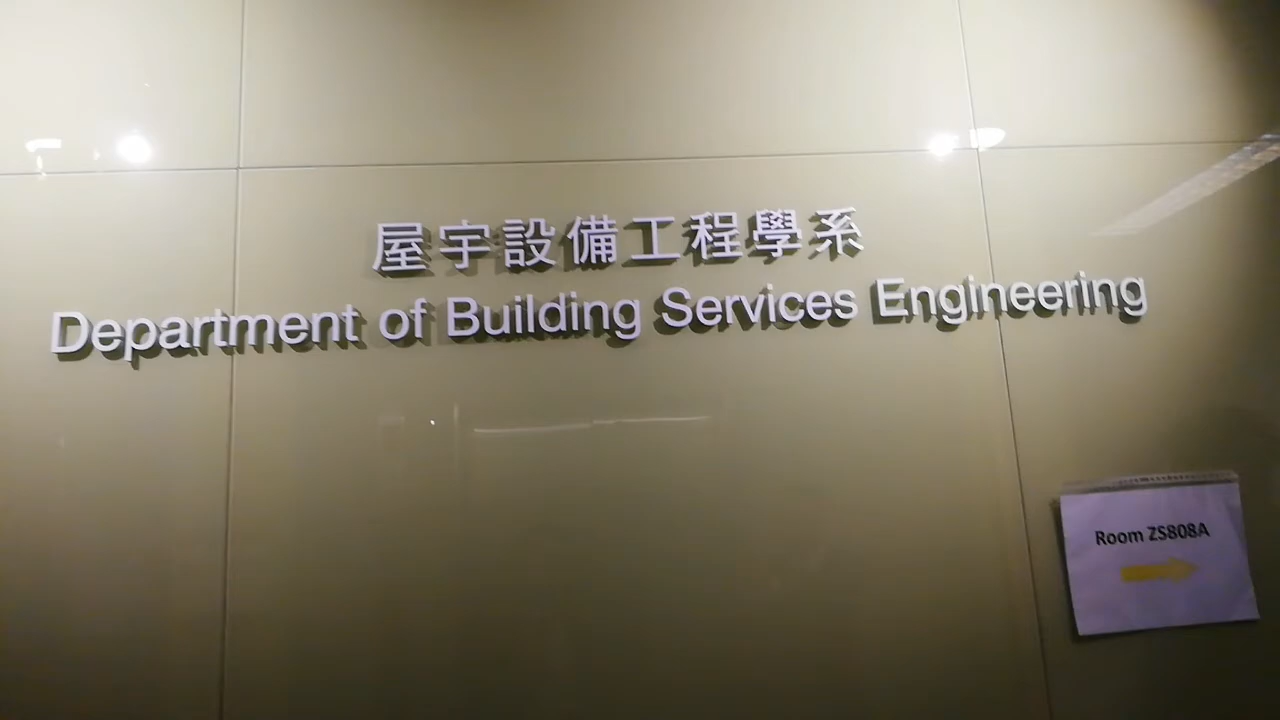 屋宇設備工程學系
Department of Building Services Engineering
Room ZS808A